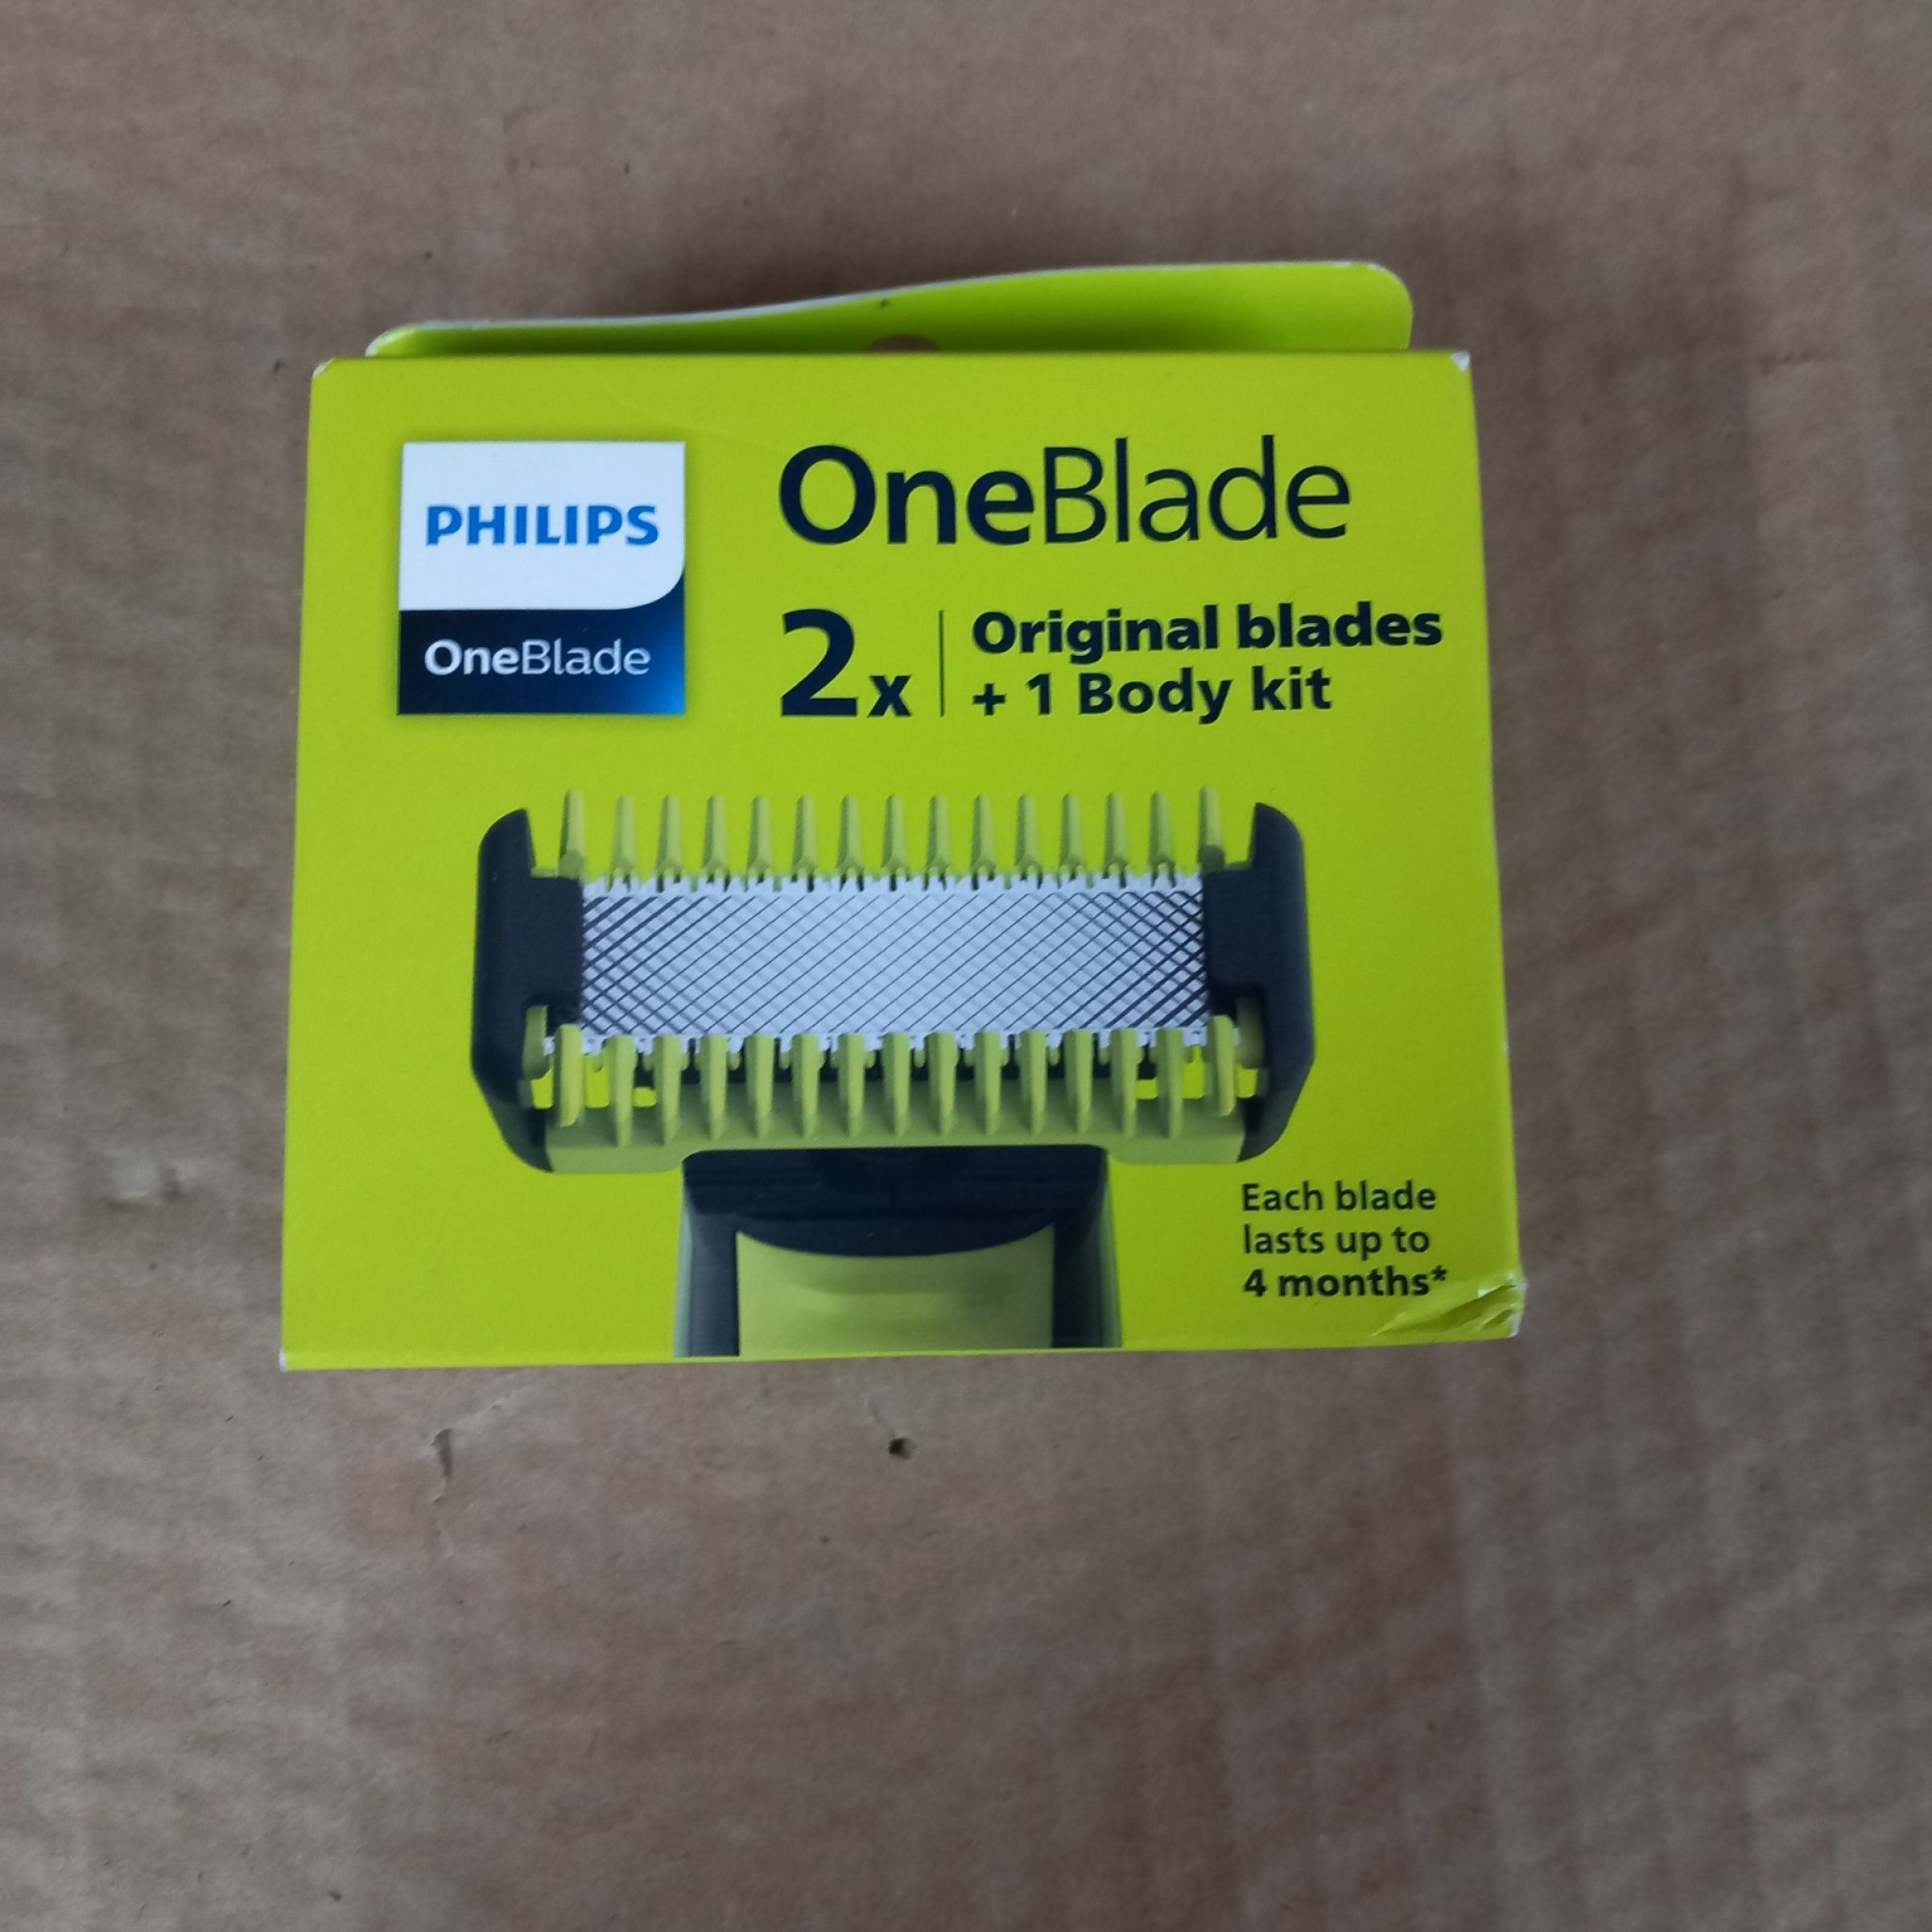 PHILIPS
OneBlade
OneBlade
2x
Original blades
+ 1 Body kit
Each blade
lasts up to
4 months*